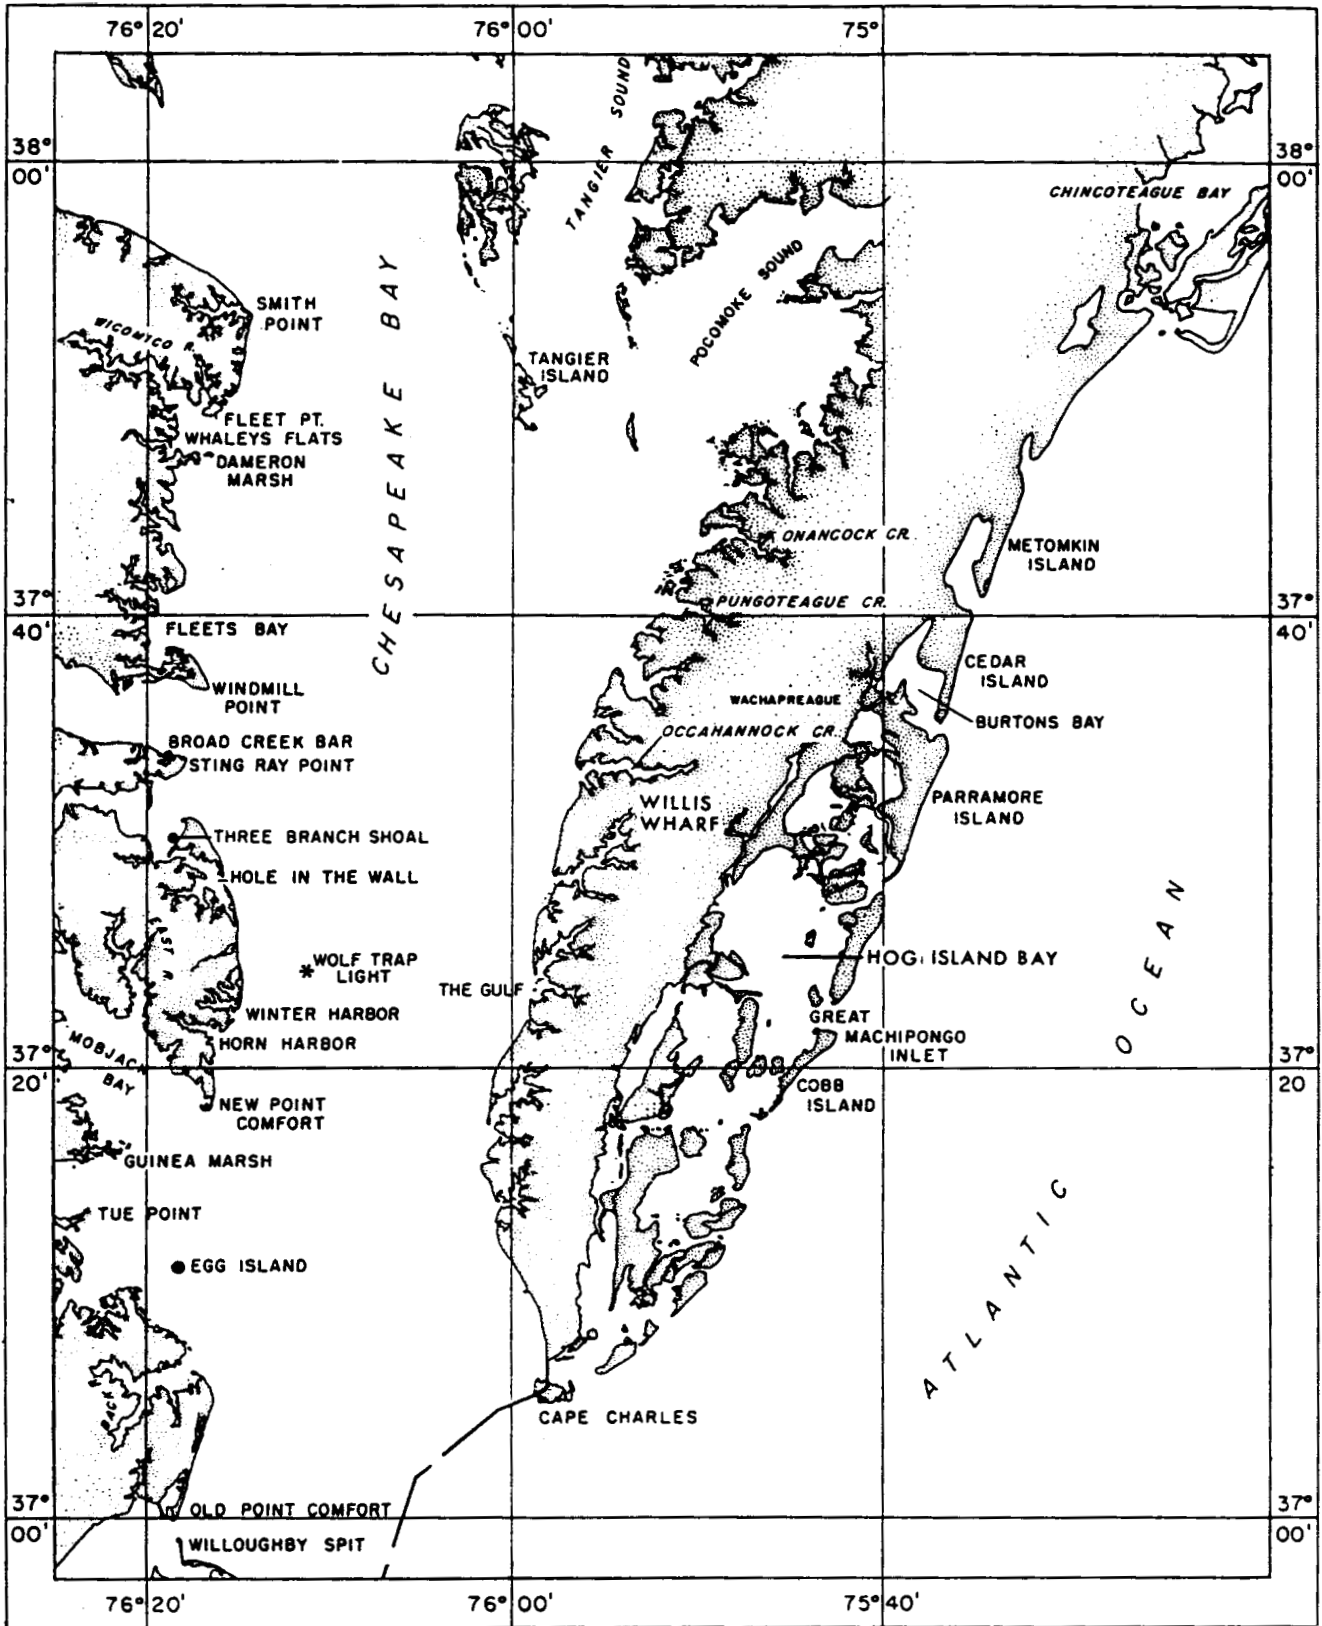 76°20'
76°00'
75°
38°
00'
38°
00'
TANGIER SOUND
CHINCOTEAGUE BAY
CHESAPEAKE BAY
POCOMOKE SOUND
SMITH
POINT
WICOMICO R.
TANGIER
ISLAND
FLEET PT.
WHALEYS FLATS
DAMERON
MARSH
ONANCOCK CR.
METOMKIN
ISLAND
37°
40'
PUNGOTEAGUE CR.
37°
40'
FLEETS BAY
CEDAR
ISLAND
WINDMILL
POINT
WACHAPREAGUE
BURTONS BAY
OCCAHANNOCK CR.
BROAD CREEK BAR
STING RAY POINT
WILLIS
WHARF
PARRAMORE
ISLAND
THREE BRANCH SHOAL
HOLE IN THE WALL
EAST R.
WOLF TRAP
LIGHT
HOG ISLAND BAY
THE GULF
WINTER HARBOR
GREAT
MACHIPONGO
INLET
HORN HARBOR
MOBJACK
BAY
37°
20'
37°
20
COBB
ISLAND
NEW POINT
COMFORT
GUINEA MARSH
TUE POINT
EGG ISLAND
ATLANTIC OCEAN
BACK
CAPE CHARLES
37°
00'
OLD POINT COMFORT
37°
00'
WILLOUGHBY SPIT
76°20'
76°00'
75°40'